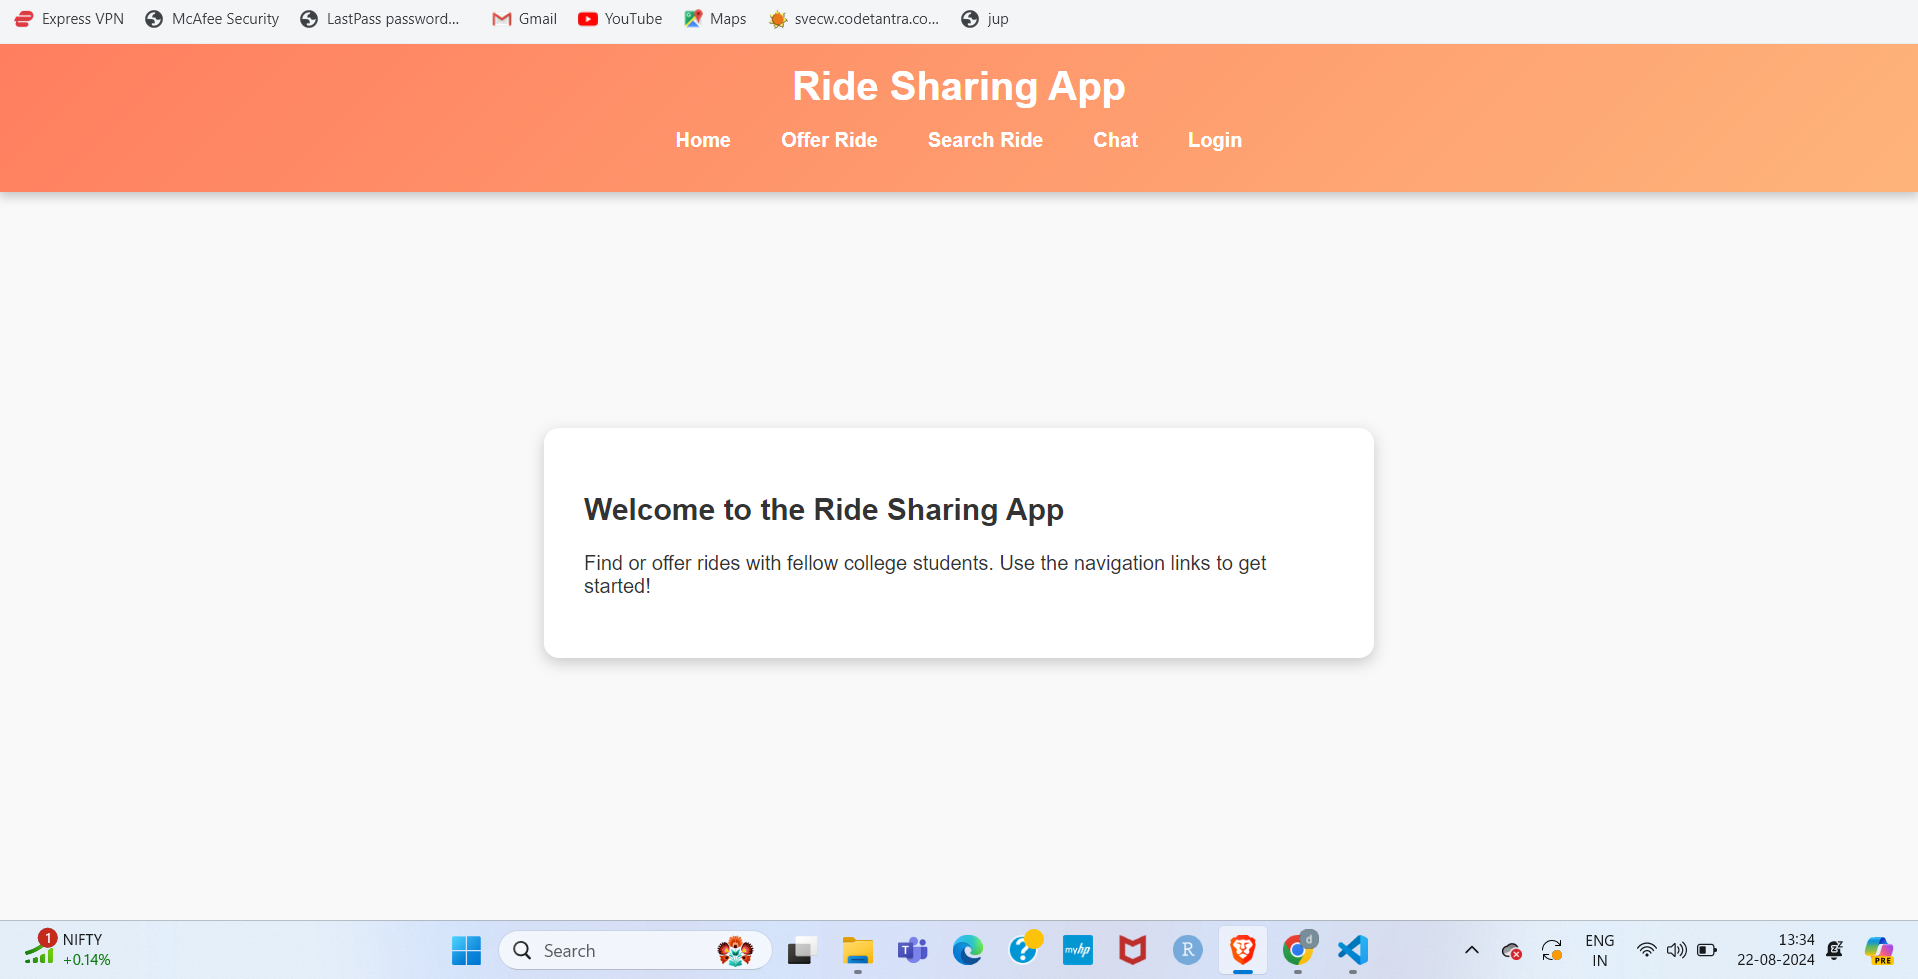 Express VPN
McAfee Security
LastPass password...
Gmail
YouTube
Maps
svecw.codetantra.co...
jup
Ride Sharing App
Home
Offer Ride
Search Ride
Chat
Login
Welcome to the Ride Sharing App
Find or offer rides with fellow college students. Use the navigation links to get
started!
1
NIFTY
+0.14%
Search
T
?
myhp
R
d
ENG
IN
13:34
22-08-2024
PRE